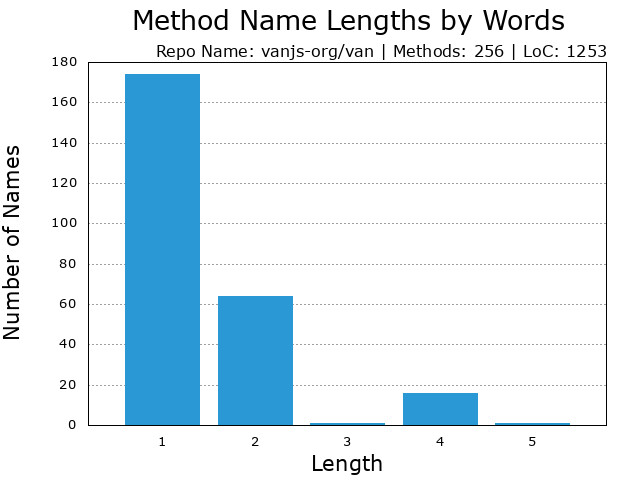 Method Name Lengths by Words
Repo Name: vanjs-org/van | Methods: 256 | LoC: 1253
Number of Names
180
160
140
120
100
80
60
40
20
0
1 2 3 4 5
Length